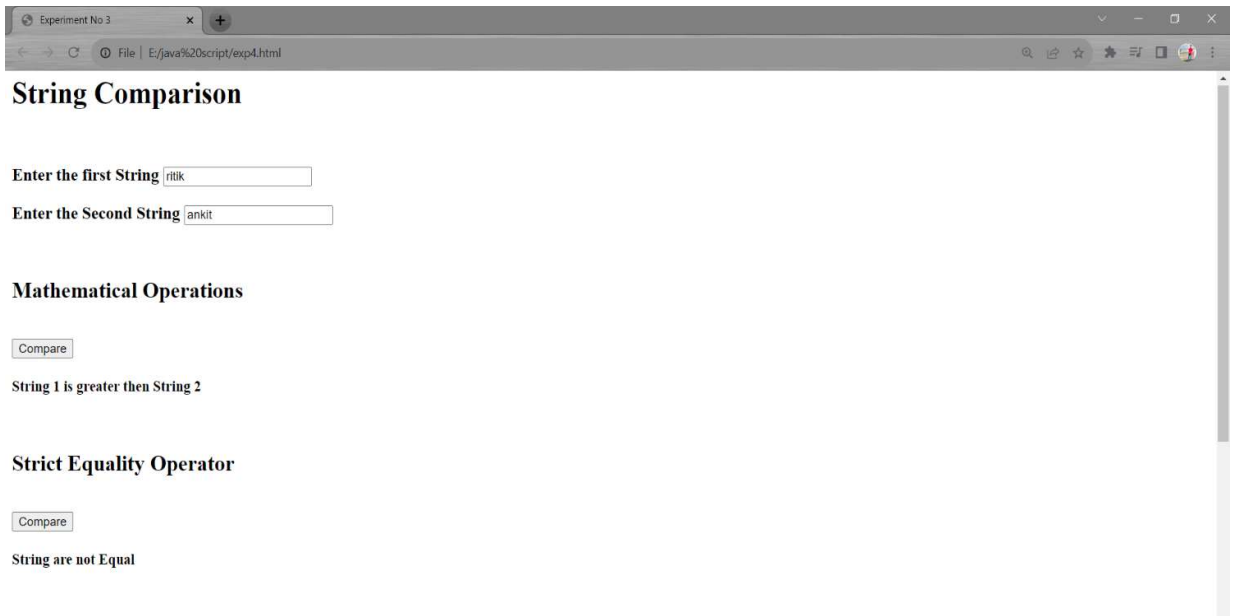 Experiment No 3
File | E:/java%20script/exp4.html
String Comparison
Enter the first String ritik
Enter the Second String ankit
Mathematical Operations
Compare
String 1 is greater then String 2
Strict Equality Operator
Compare
String are not Equal